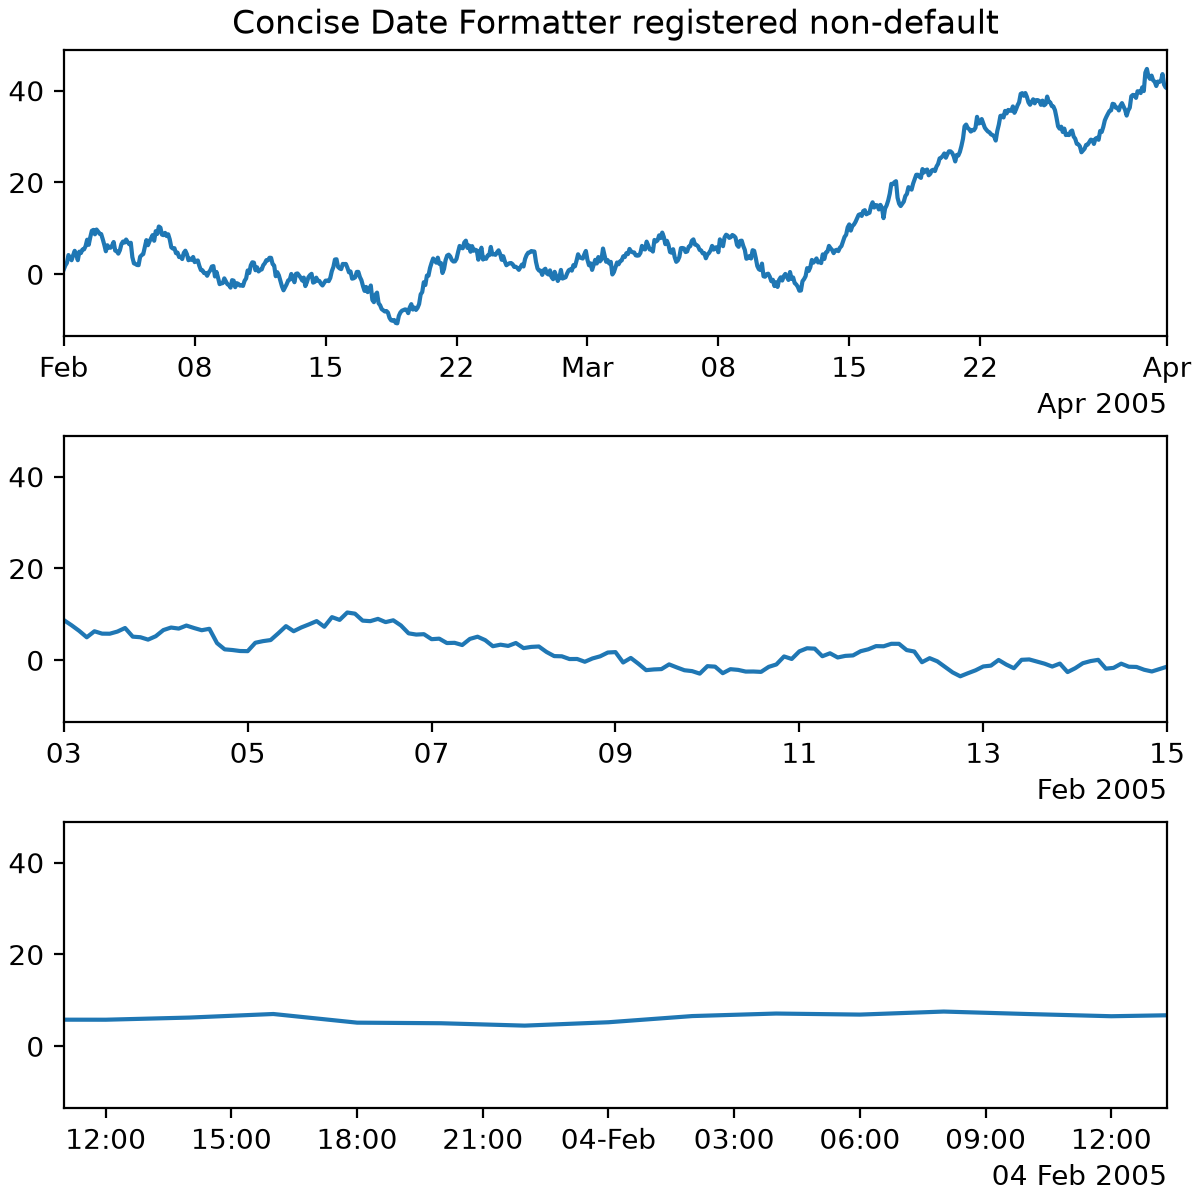 Concise Date Formatter registered non-default
40
20
0
Feb 08 15 22 Mar 08 15 22 Apr
Apr 2005
40
20
0
03 05 07 09 11 13 15
Feb 2005
40
20
0
12:00 15:00 18:00 21:00 04-Feb 03:00 06:00 09:00 12:00
04 Feb 2005